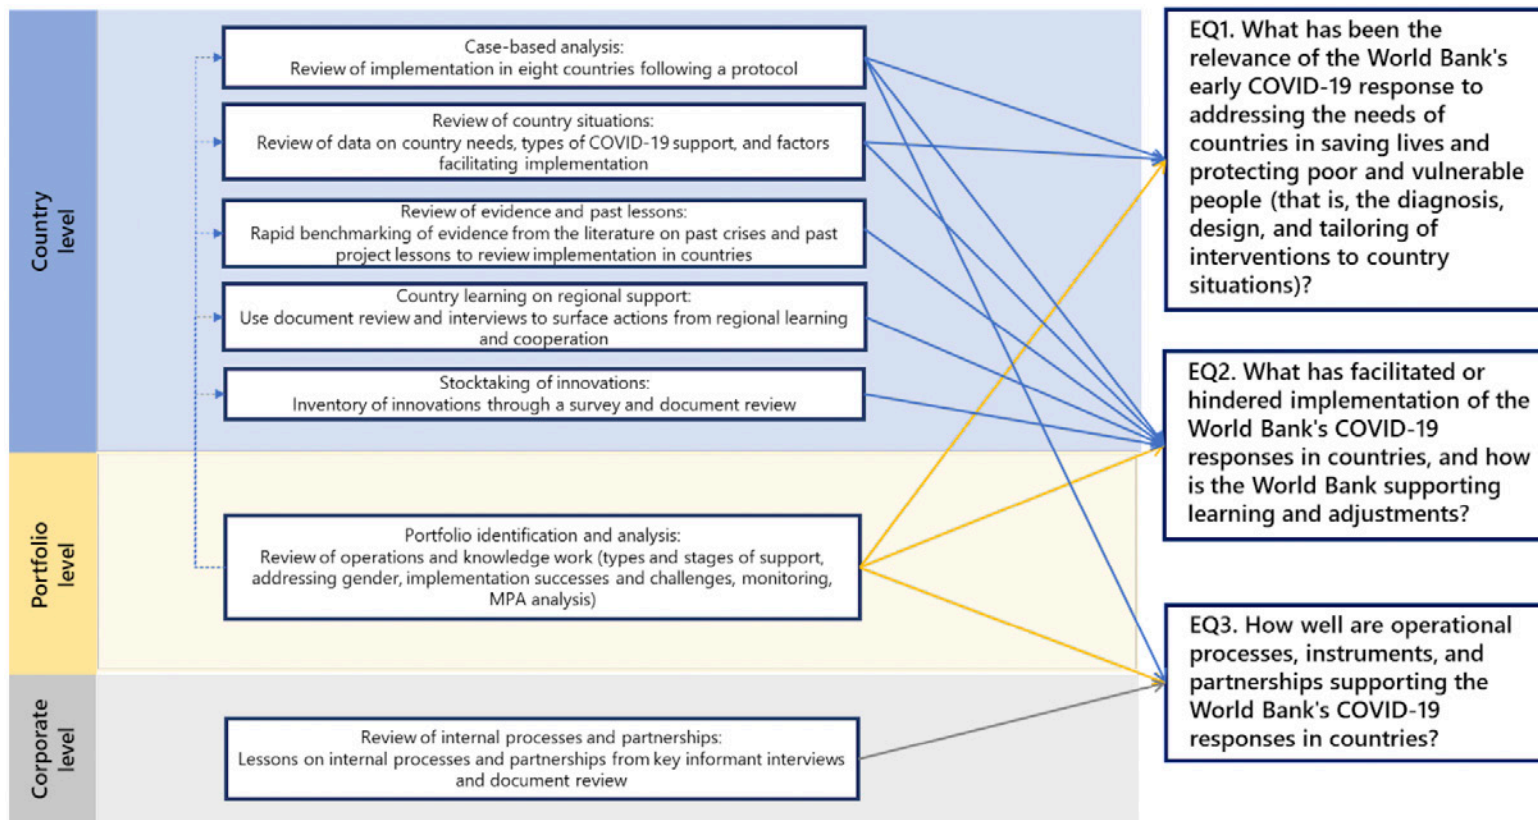 Country
level
Case-based analysis:
Review of implementation in eight countries following a protocol
Review of country situations:
Review of data on country needs, types of COVID-19 support, and factors
facilitating implementation
Review of evidence and past lessons:
Rapid benchmarking of evidence from the literature on past crises and past
project lessons to review implementation in countries
Country learning on regional support:
Use document review and interviews to surface actions from regional learning
and cooperation
Stocktaking of innovations:
Inventory of innovations through a survey and document review
Portfolio
level
Portfolio identification and analysis:
Review of operations and knowledge work (types and stages of support,
addressing gender, implementation successes and challenges, monitoring,
MPA analysis)
Corporate
level
Review of internal processes and partnerships:
Lessons on internal processes and partnerships from key informant interviews
and document review
EQ1. What has been the
relevance of the World Bank's
early COVID-19 response to
addressing the needs of
countries in saving lives and
protecting poor and vulnerable
people (that is, the diagnosis,
design, and tailoring of
interventions to country
situations)?
EQ2. What has facilitated or
hindered implementation of the
World Bank's COVID-19
responses in countries, and how
is the World Bank supporting
learning and adjustments?
EQ3. How well are operational
processes, instruments, and
partnerships supporting the
World Bank's COVID-19
responses in countries?